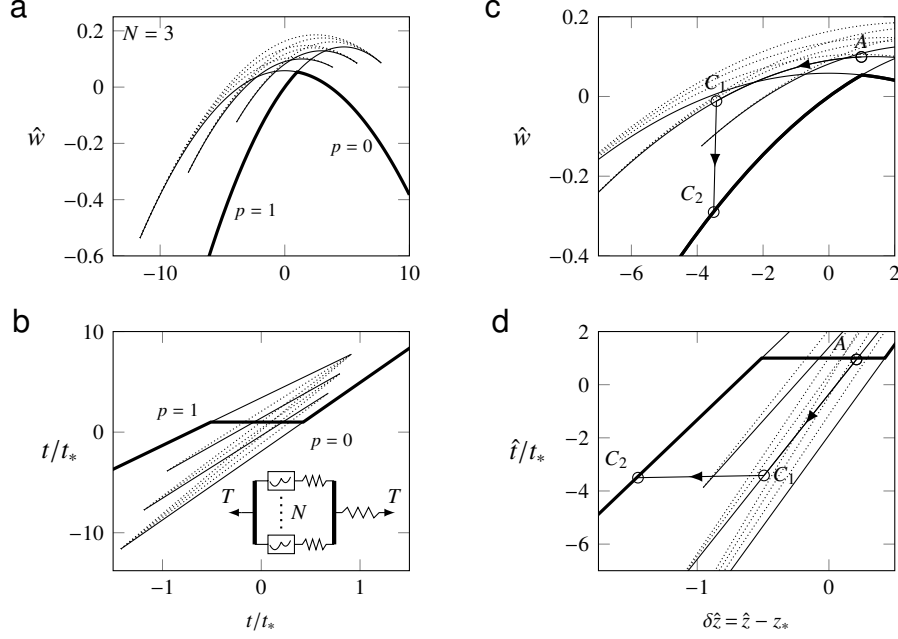 a
N = 3
0.2
0
−0.2
−0.4
−0.6
ŵ
p = 0
p = 1
−10
0
10
c
0.2
0
−0.2
−0.4
ŵ
A
C₁
C₂
−6
−4
−2
0
2
b
10
0
−10
t/t*
p = 1
p = 0
T
N
T
−1
0
1
t/t*
d
2
0
−2
−4
−6
t̂/t*
A
C₂
C₁
−1
0
δẑ = ẑ − z*